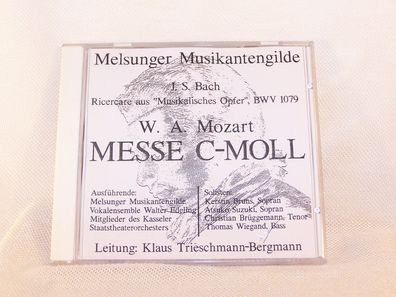 Melsunger Musikantengilde
J. S. Bach
Ricercare aus "Musikalisches Opfer", BWV 1079
W. A. Mozart
MESSE C-MOLL
Ausführende:
Melsunger Musikantengilde
Vokalensemble Walter Edeling
Mitglieder des Kasseler
Staatstheaterorchesters
Solisten:
Kerstin Bruns, Sopran
Atsuko Suzuki, Sopran
Christian Brüggemann, Tenor
Thomas Wiegand, Bass
Leitung: Klaus Trieschmann-Bergmann